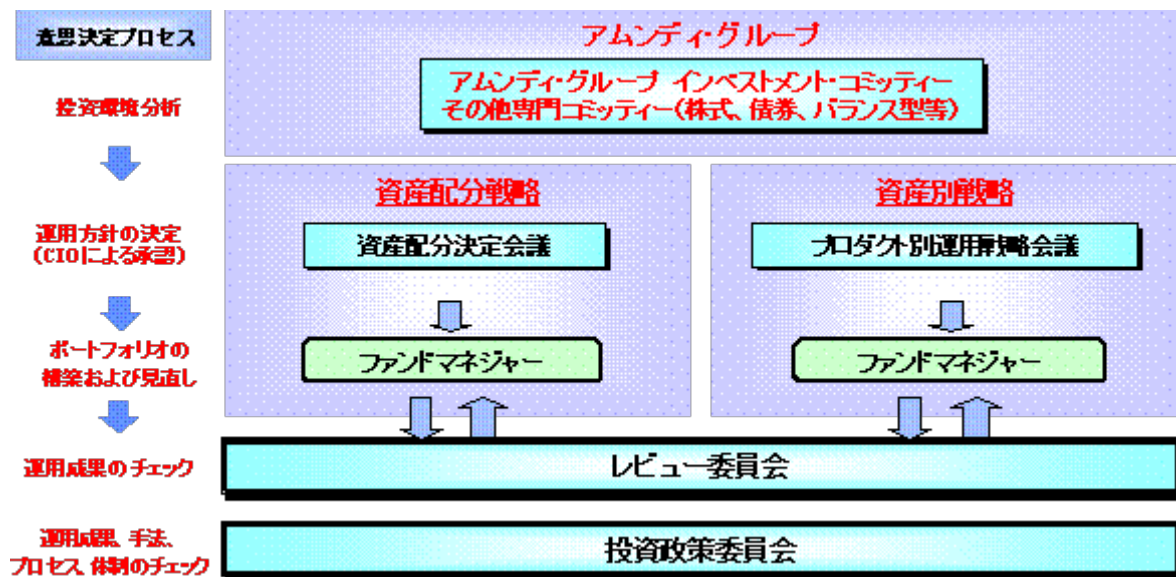 意思決定プロセス
アムンディ・グループ
アムンディ・グループ インベストメント・コミッティー
その他専門コミッティー(株式、債券、バランス型等)
投資環境分析
資産配分戦略
資産別戦略
運用方針の決定
(CIOによる承認)
資産配分決定会議
プロダクト別運用戦略会議
ポートフォリオの
構築および見直し
ファンドマネジャー
ファンドマネジャー
運用成果のチェック
レビュー委員会
運用成果、手法、
プロセス、体制のチェック
投資政策委員会